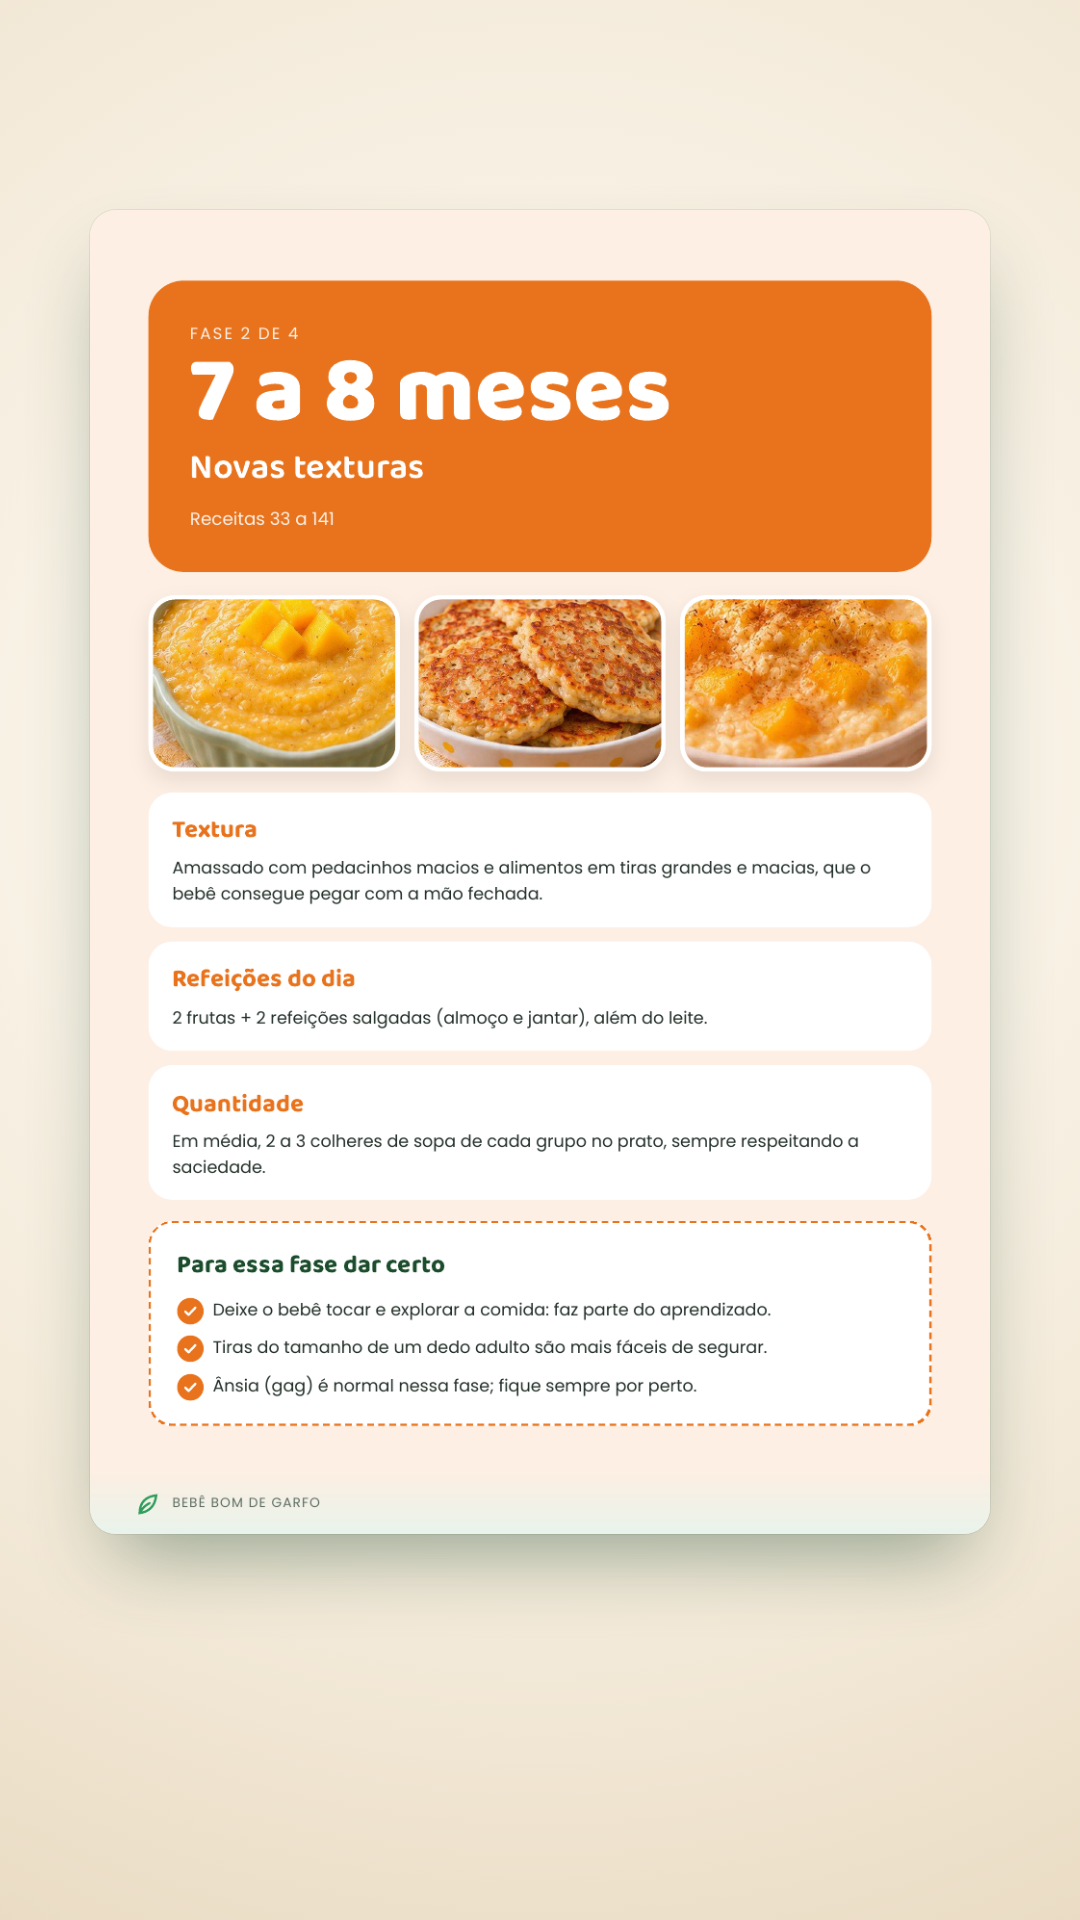 FASE 2 DE 4
7 a 8 meses
Novas texturas
Receitas 33 a 141
Textura
Amassado com pedacinhos macios e alimentos em tiras grandes e macias, que o
bebê consegue pegar com a mão fechada.
Refeições do dia
2 frutas + 2 refeições salgadas (almoço e jantar), além do leite.
Quantidade
Em média, 2 a 3 colheres de sopa de cada grupo no prato, sempre respeitando a
saciedade.
Para essa fase dar certo
Deixe o bebê tocar e explorar a comida: faz parte do aprendizado.
Tiras do tamanho de um dedo adulto são mais fáceis de segurar.
Ânsia (gag) é normal nessa fase; fique sempre por perto.
BEBÊ BOM DE GARFO